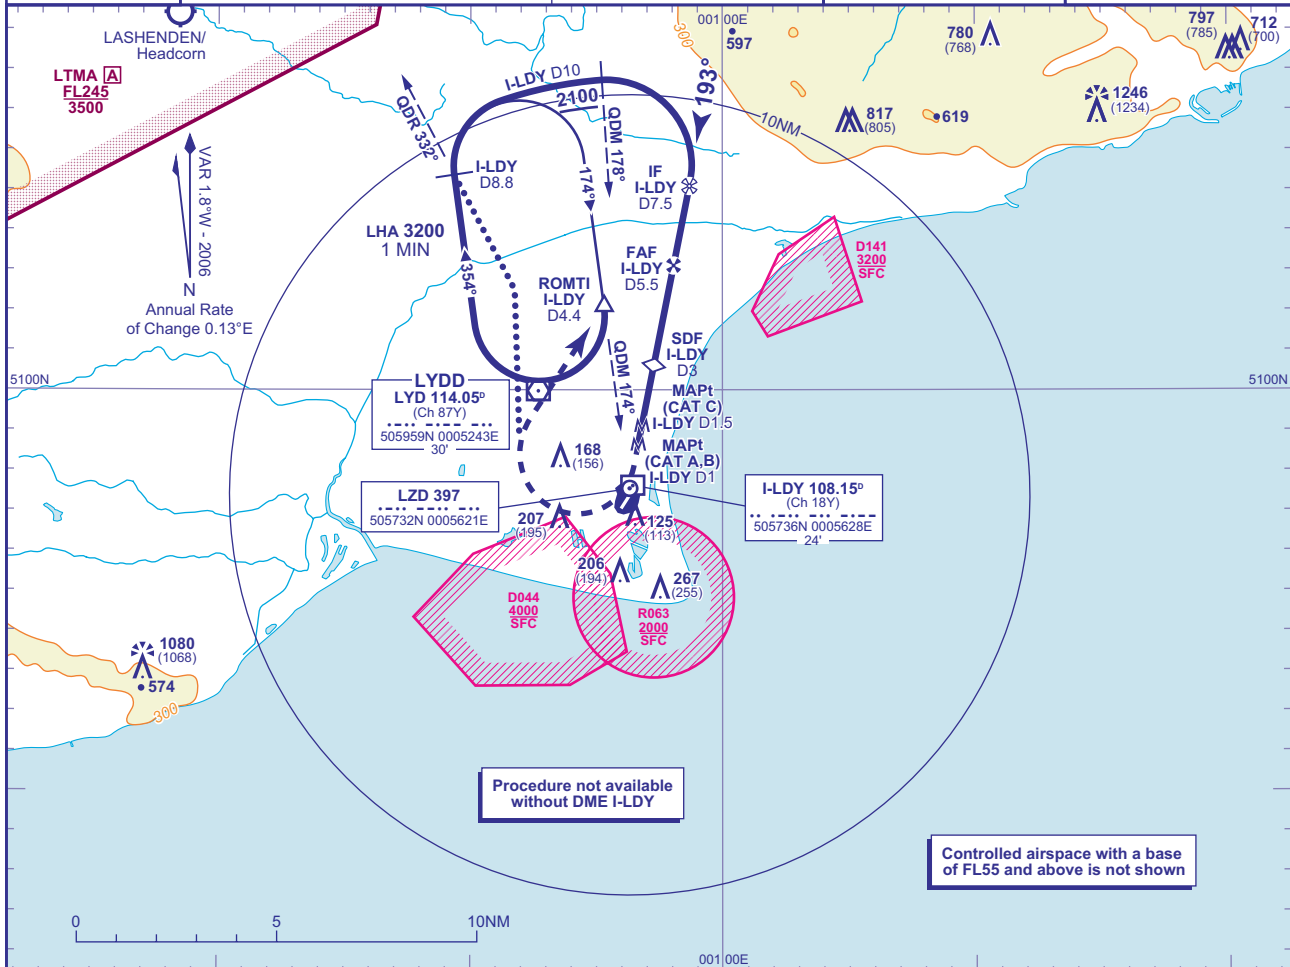 001 00E
LASHENDEN/
Headcorn
LTMA A
FL245
3500
VAR 1.8°W - 2006
N
Annual Rate
of Change 0.13°E
I-LDY D10
2100
193°
QDR 332°
QDM 178°
10NM
I-LDY
D8.8
174°
IF
I-LDY
D7.5
LHA 3200
1 MIN
354°
FAF
I-LDY
D5.5
ROMTI
I-LDY
D4.4
SDF
I-LDY
D3
QDM 174°
MAPt
(CAT C)
I-LDY D1.5
MAPt
(CAT A,B)
I-LDY D1
300
597
780
(768)
797
(785)
712
(700)
817
(805)
619
1246
(1234)
D141
3200
SFC
5100N
5100N
LYDD
LYD 114.05ᴰ
(Ch 87Y)
505959N 0005243E
30'
168
(156)
LZD 397
505732N 0005621E
I-LDY 108.15ᴰ
(Ch 18Y)
505736N 0005628E
24'
207
(195)
125
(113)
206
(194)
267
(255)
D044
4000
SFC
R063
2000
SFC
1080
(1068)
574
300
Procedure not available
without DME I-LDY
Controlled airspace with a base
of FL55 and above is not shown
0
5
10NM
001 00E